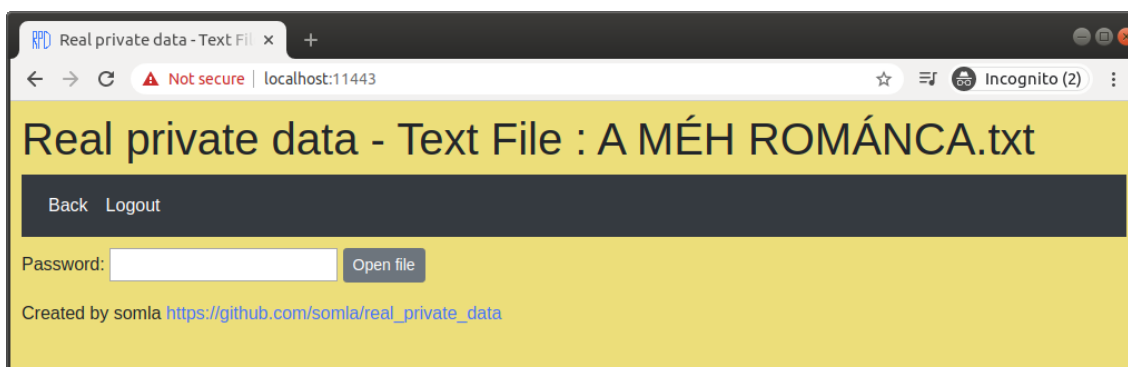 RPD Real private data - Text Fil
Not secure localhost:11443 Incognito (2)
Real private data - Text File : A MÉH ROMÁNCA.txt
Back Logout
Password: Open file
Created by somla https://github.com/somla/real_private_data